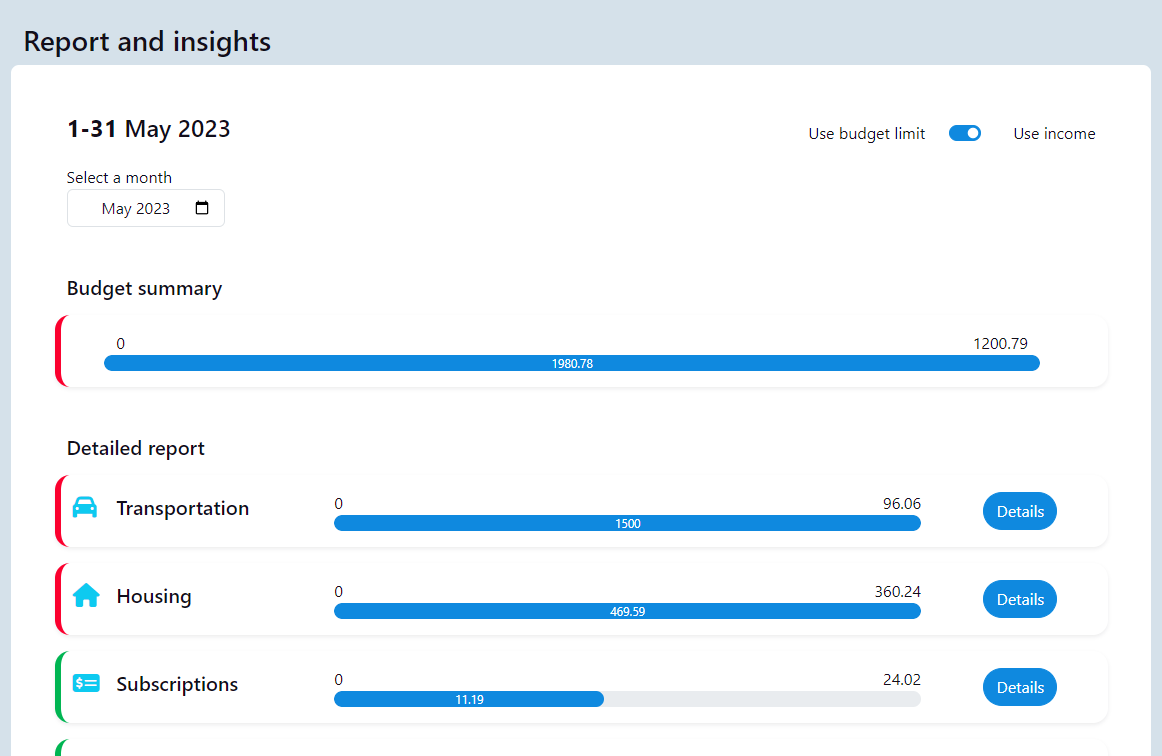 Report and insights
1-31 May 2023
Use budget limit Use income
Select a month
May 2023
Budget summary
0 1200.79
1980.78
Detailed report
Transportation 0 96.06
1500 Details
Housing 0 360.24
469.59 Details
Subscriptions 0 24.02
11.19 Details